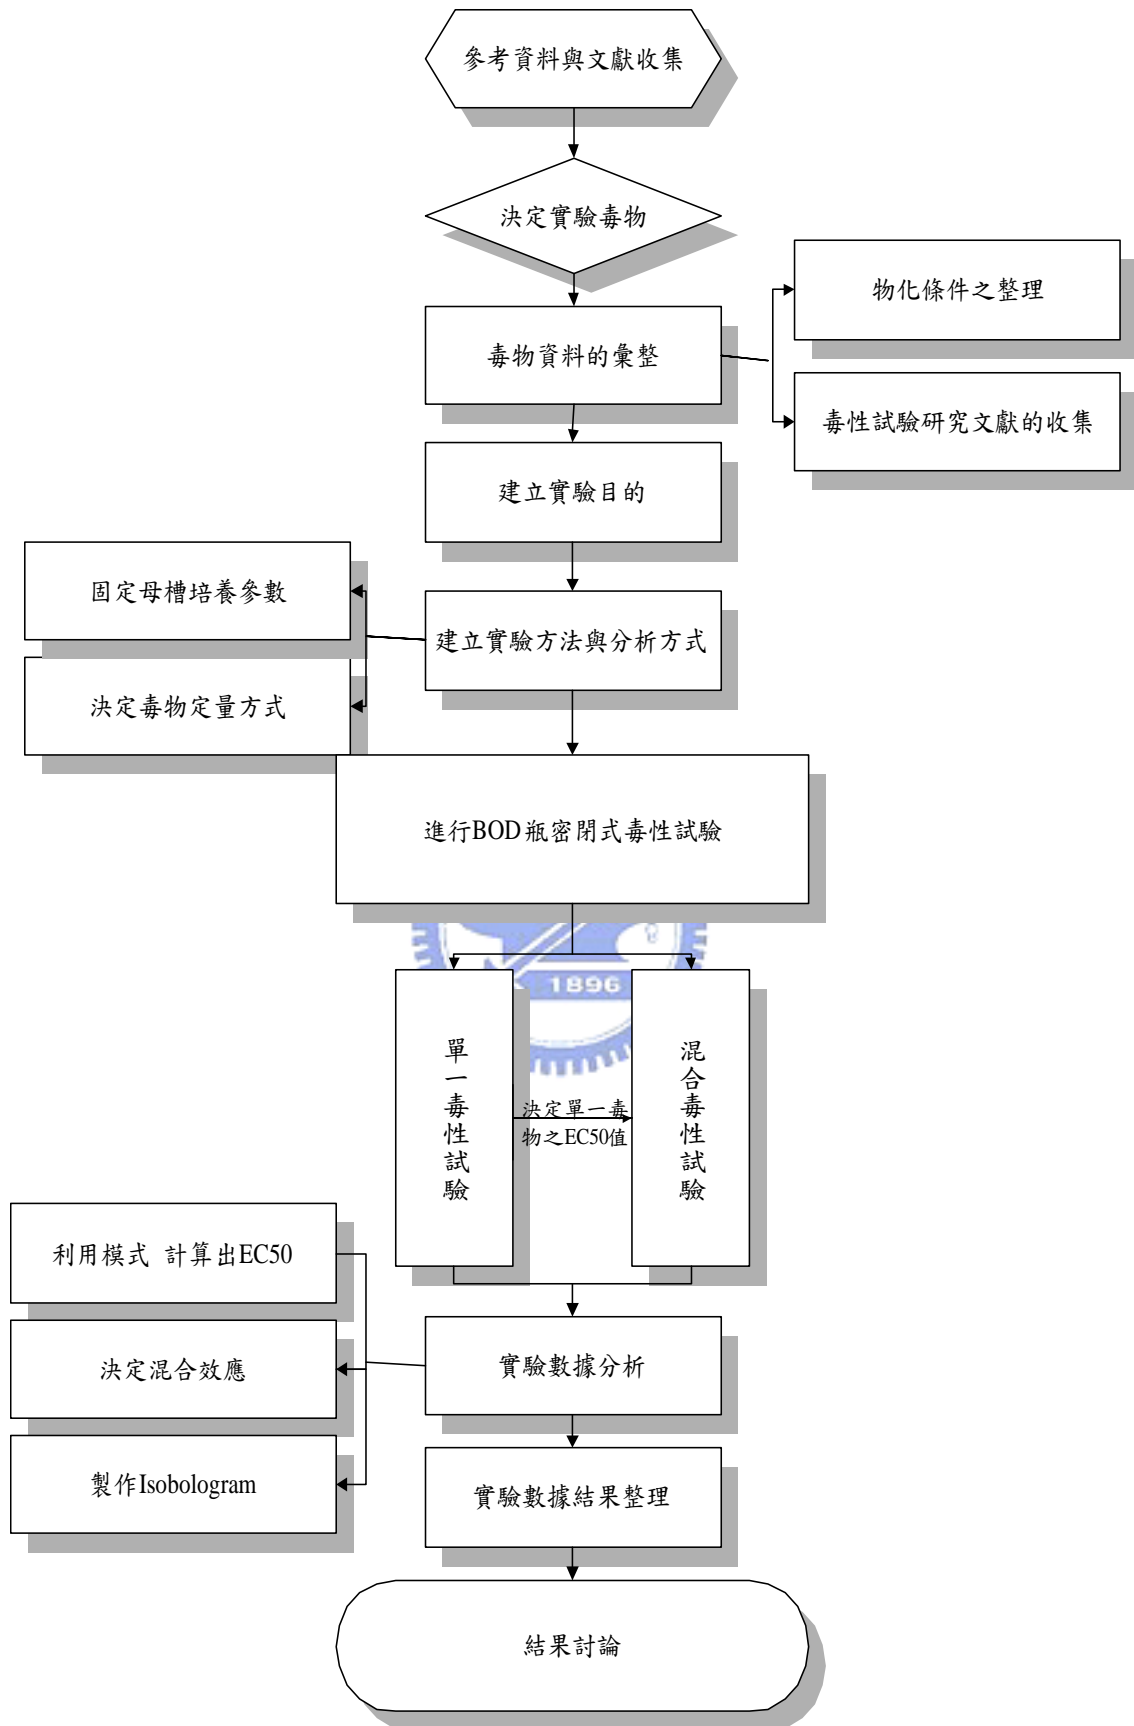 參考資料與文獻收集
決定實驗毒物
物化條件之整理
毒物資料的彙整
毒性試驗研究文獻的收集
建立實驗目的
固定母槽培養參數
建立實驗方法與分析方式
決定毒物定量方式
進行BOD瓶密閉式毒性試驗
1896
單一毒性試驗
決定單一毒
物之EC50值
混合毒性試驗
利用模式 計算出EC50
決定混合效應
實驗數據分析
製作Isobologram
實驗數據結果整理
結果討論